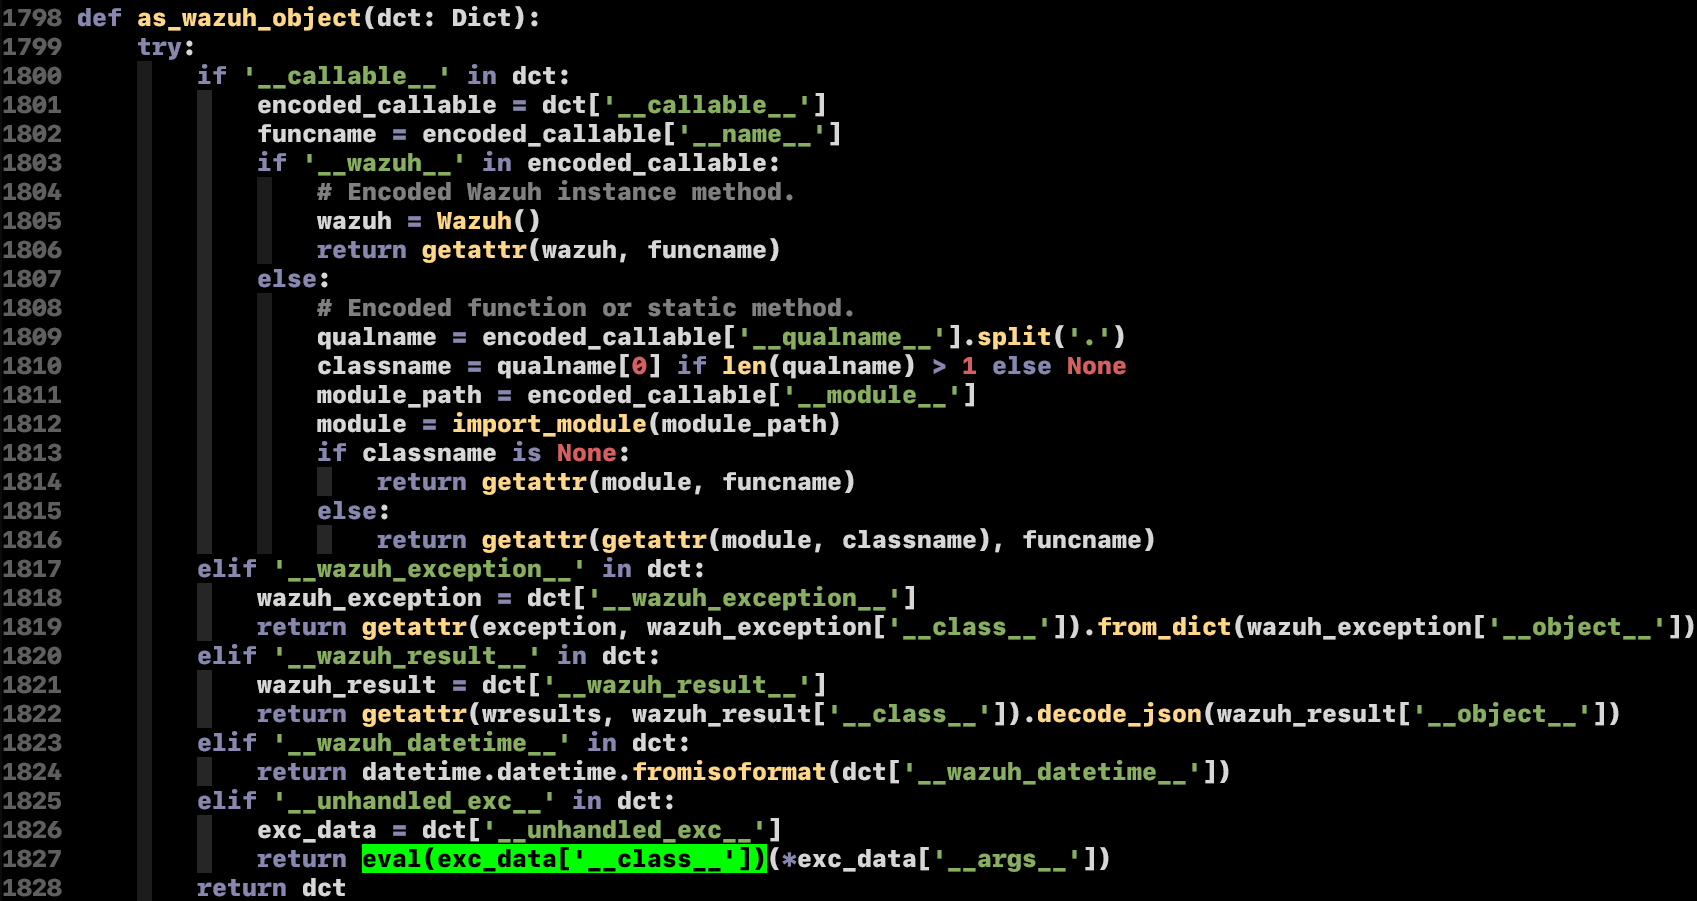 1798 def as_wazuh_object(dct: Dict):
1799     try:
1800         if '__callable__' in dct:
1801             encoded_callable = dct['__callable__']
1802             funcname = encoded_callable['__name__']
1803             if '__wazuh__' in encoded_callable:
1804                 # Encoded Wazuh instance method.
1805                 wazuh = Wazuh()
1806                 return getattr(wazuh, funcname)
1807             else:
1808                 # Encoded function or static method.
1809                 qualname = encoded_callable['__qualname__'].split('.')
1810                 classname = qualname[0] if len(qualname) > 1 else None
1811                 module_path = encoded_callable['__module__']
1812                 module = import_module(module_path)
1813                 if classname is None:
1814                     return getattr(module, funcname)
1815                 else:
1816                     return getattr(getattr(module, classname), funcname)
1817         elif '__wazuh_exception__' in dct:
1818             wazuh_exception = dct['__wazuh_exception__']
1819             return getattr(exception, wazuh_exception['__class__']).from_dict(wazuh_exception['__object__'])
1820         elif '__wazuh_result__' in dct:
1821             wazuh_result = dct['__wazuh_result__']
1822             return getattr(wresults, wazuh_result['__class__']).decode_json(wazuh_result['__object__'])
1823         elif '__wazuh_datetime__' in dct:
1824             return datetime.datetime.fromisoformat(dct['__wazuh_datetime__'])
1825         elif '__unhandled_exc__' in dct:
1826             exc_data = dct['__unhandled_exc__']
1827             return eval(exc_data['__class__'])(*exc_data['__args__'])
1828         return dct